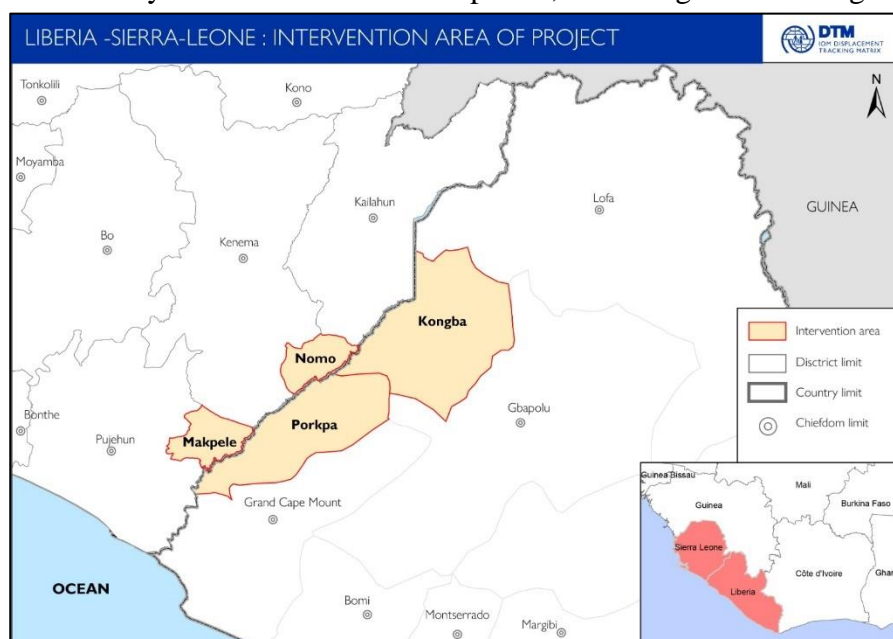 LIBERIA -SIERRA-LEONE : INTERVENTION AREA OF PROJECT
DTM
IOM DISPLACEMENT
TRACKING MATRIX
N
Tonkolili
Kono
Moyamba
Kailahun
Lofa
GUINEA
Bo
Kenema
Kongba
Nomo
Intervention area
Disctrict limit
Country limit
Chiefdom limit
Bonthe
Pujehun
Makpele
Porkpa
Gbapolu
Grand Cape Mount
OCEAN
Bomi
Montserrado
Margibi
Guinea Bissau
Mali
Guinea
Burkina Faso
Sierra Leone
Côte d'Ivoire
Ghan
Liberia